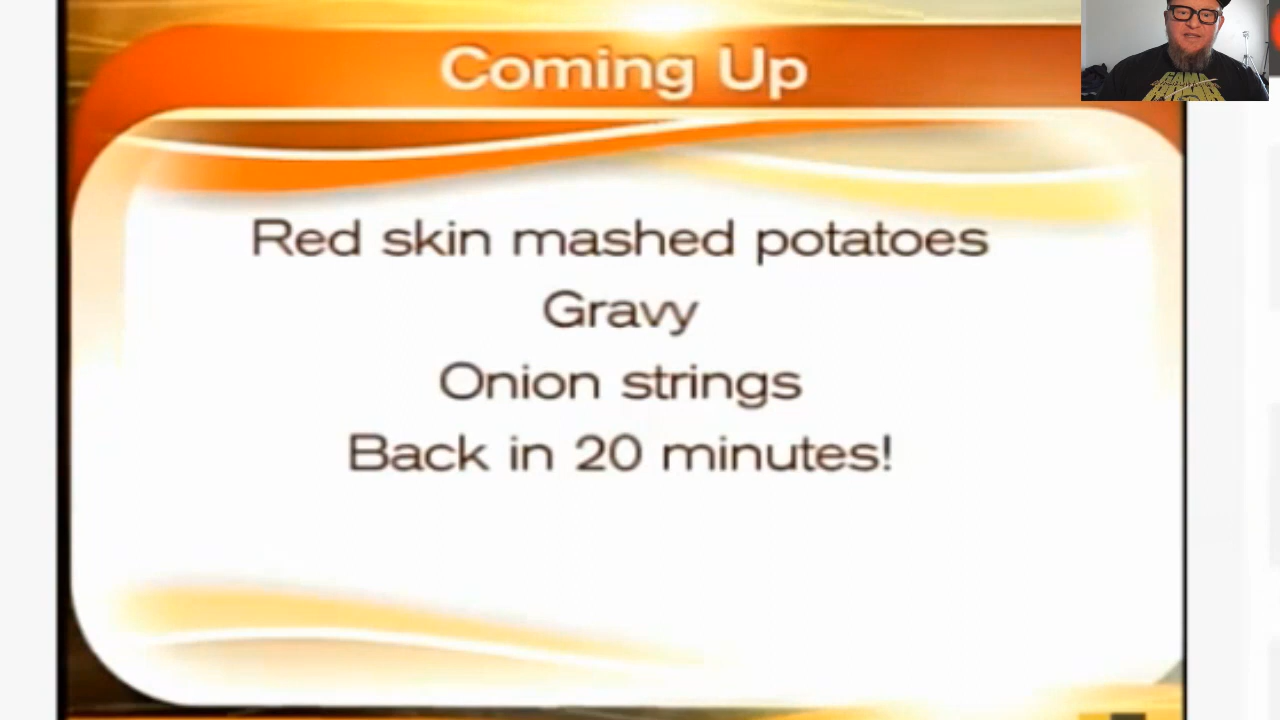 Coming Up
Red skin mashed potatoes
Gravy
Onion strings
Back in 20 minutes!